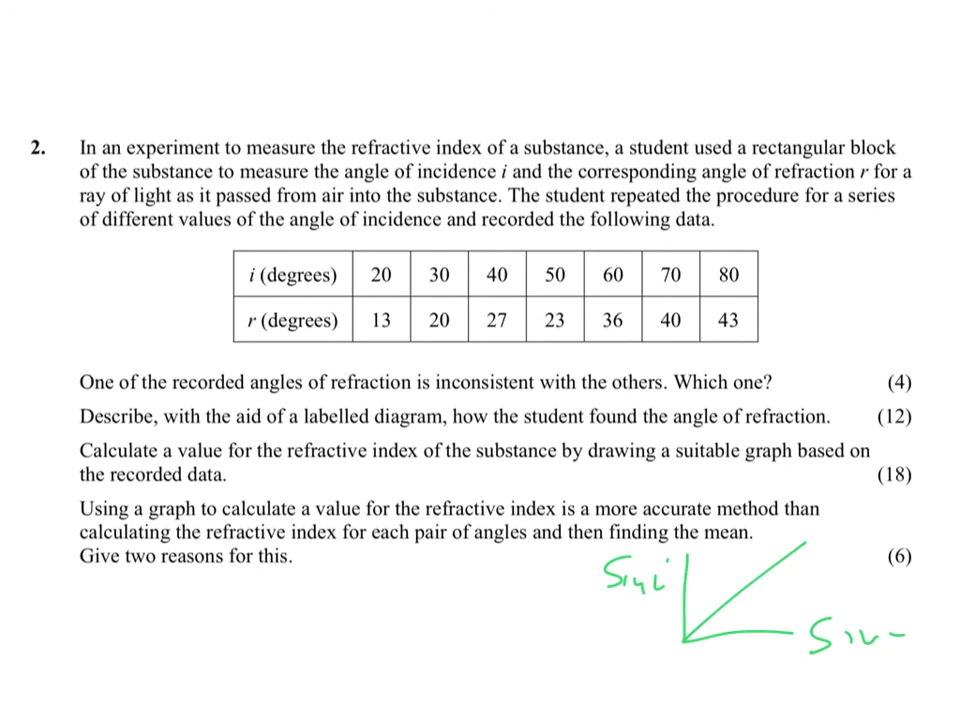 2. In an experiment to measure the refractive index of a substance, a student used a rectangular block
of the substance to measure the angle of incidence i and the corresponding angle of refraction r for a
ray of light as it passed from air into the substance. The student repeated the procedure for a series
of different values of the angle of incidence and recorded the following data.
i (degrees) 20 30 40 50 60 70 80
r (degrees) 13 20 27 23 36 40 43
One of the recorded angles of refraction is inconsistent with the others. Which one? (4)
Describe, with the aid of a labelled diagram, how the student found the angle of refraction. (12)
Calculate a value for the refractive index of the substance by drawing a suitable graph based on
the recorded data. (18)
Using a graph to calculate a value for the refractive index is a more accurate method than
calculating the refractive index for each pair of angles and then finding the mean.
Give two reasons for this. (6)
Sin i